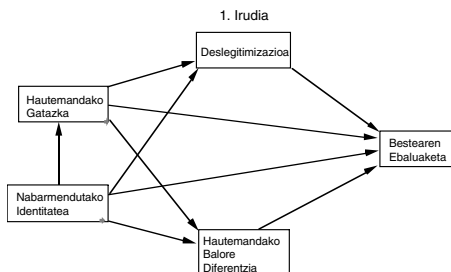 1. Irudia
Deslegitimizazioa
Hautemandako
Gatazka
Bestearen
Ebaluaketa
Nabarmendutako
Identitatea
Hautemandako
Balore
Diferentzia